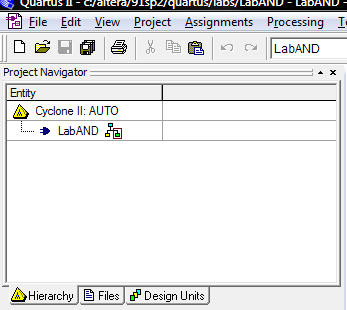 Quartus II - c:/altera/91sp2/quartus/labs/LabAND - LabAND -
File Edit View Project Assignments Processing
LabAND
Project Navigator
Entity
Cyclone II: AUTO
LabAND
Hierarchy Files Design Units